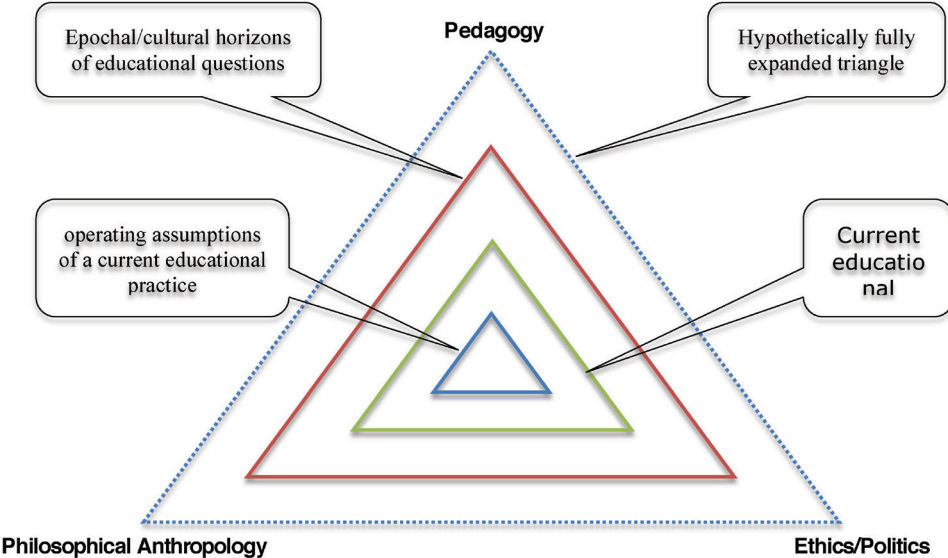 Pedagogy
Epochal/cultural horizons
of educational questions
Hypothetically fully
expanded triangle
operating assumptions
of a current educational
practice
Current
educatio
nal
Philosophical Anthropology
Ethics/Politics